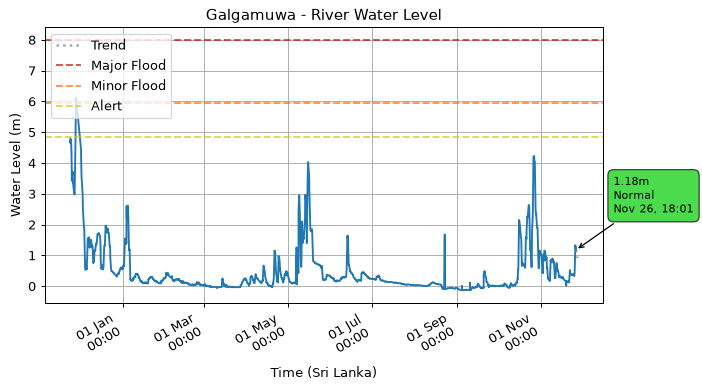 Galgamuwa - River Water Level
Trend
Major Flood
Minor Flood
Alert
Water Level (m)
8
7
6
5
4
3
2
1
0
1.18m
Normal
Nov 26, 18:01
01 Jan
00:00
01 Mar
00:00
01 May
00:00
01 Jul
00:00
01 Sep
00:00
01 Nov
00:00
Time (Sri Lanka)